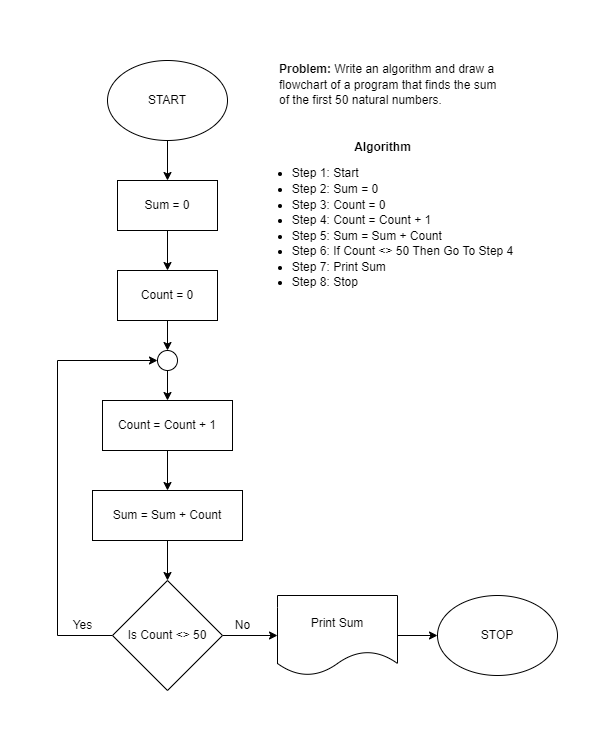 Problem: Write an algorithm and draw a
flowchart of a program that finds the sum
of the first 50 natural numbers.
Algorithm
• Step 1: Start
• Step 2: Sum = 0
• Step 3: Count = 0
• Step 4: Count = Count + 1
• Step 5: Sum = Sum + Count
• Step 6: If Count <> 50 Then Go To Step 4
• Step 7: Print Sum
• Step 8: Stop
START
Sum = 0
Count = 0
Count = Count + 1
Sum = Sum + Count
Yes
Is Count <> 50
No
Print Sum
STOP